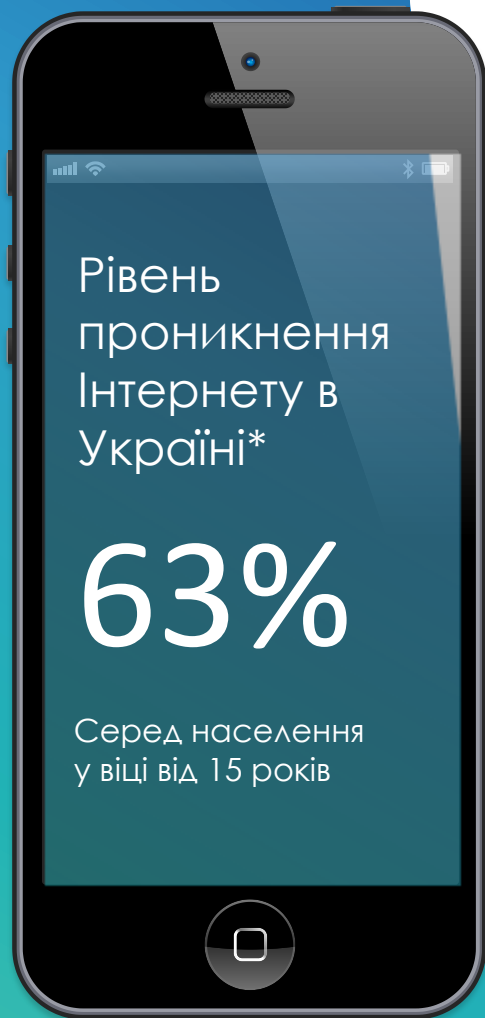 Рівень
проникнення
Інтернету в
Україні*
63%
Серед населення
у віці від 15 років